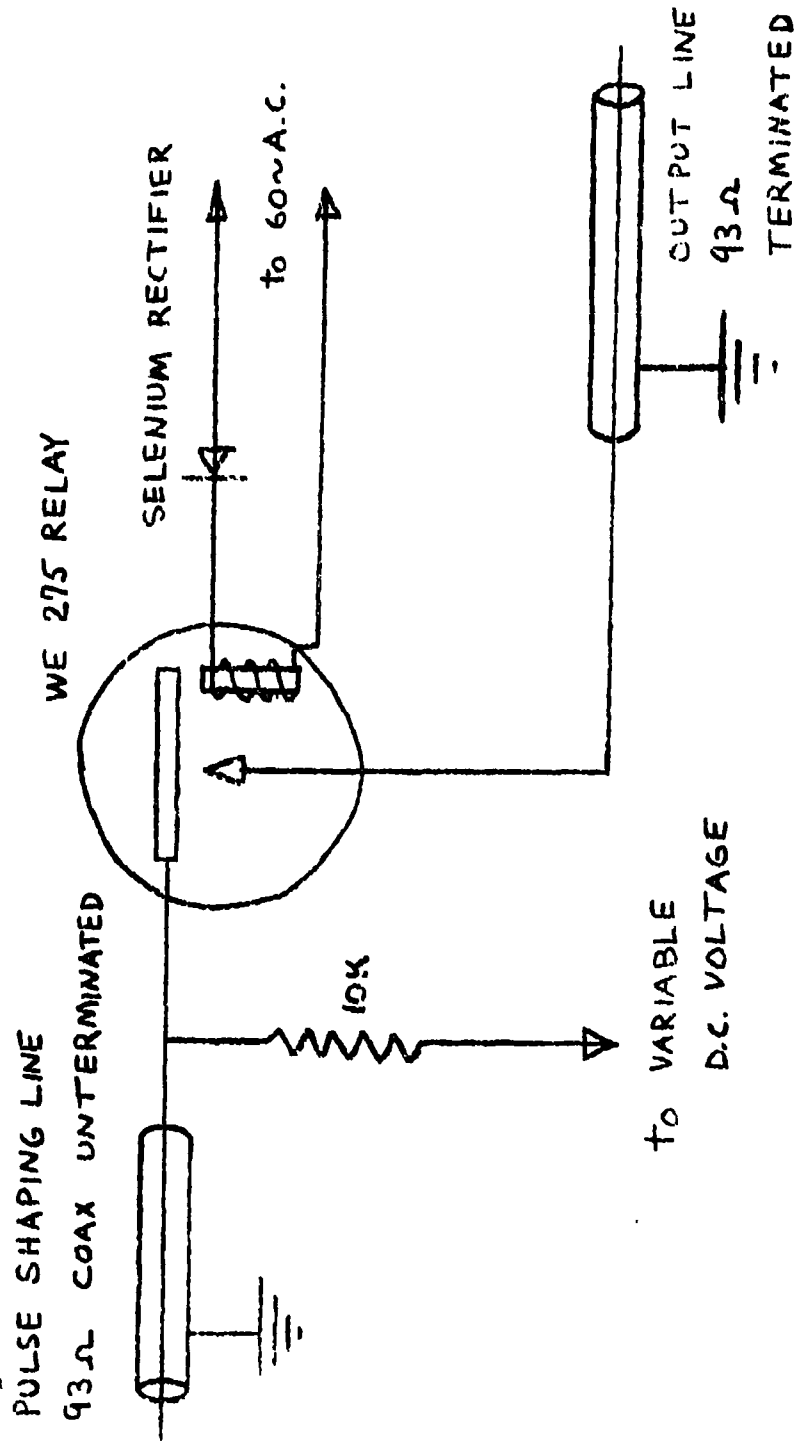 PULSE SHAPING LINE
93Ω COAX UNTERMINATED
WE 275 RELAY
SELENIUM RECTIFIER
to 60~A.C.
10K
to VARIABLE
D.C. VOLTAGE
OUTPUT LINE
93Ω
TERMINATED